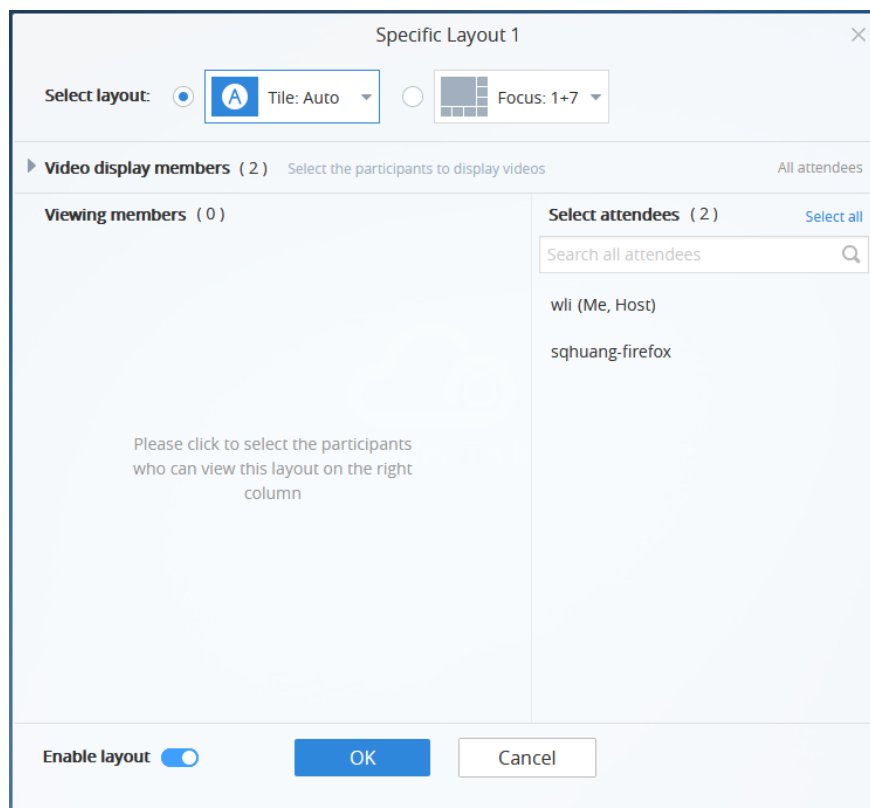 Specific Layout 1
Select layout: A Tile: Auto Focus: 1+7
Video display members ( 2 ) Select the participants to display videos All attendees
Viewing members ( 0 )
Select attendees ( 2 ) Select all
Search all attendees
wli (Me, Host)
sqhuang-firefox
Please click to select the participants
who can view this layout on the right
column
Enable layout OK Cancel